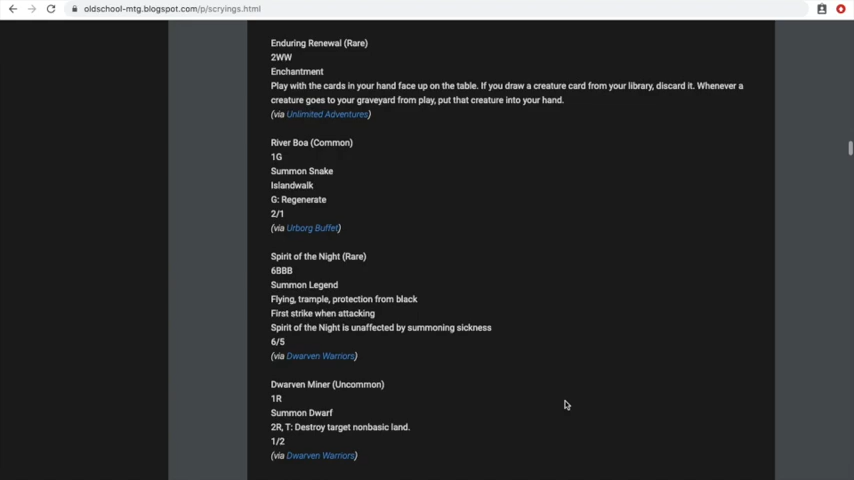 oldschool-mtg.blogspot.com/p/scryings.html
Enduring Renewal (Rare)
2WW
Enchantment
Play with the cards in your hand face up on the table. If you draw a creature card from your library, discard it. Whenever a
creature goes to your graveyard from play, put that creature into your hand.
(via Unlimited Adventures)
River Boa (Common)
1G
Summon Snake
Islandwalk
G: Regenerate
2/1
(via Urborg Buffet)
Spirit of the Night (Rare)
6BBB
Summon Legend
Flying, trample, protection from black
First strike when attacking
Spirit of the Night is unaffected by summoning sickness
6/5
(via Dwarven Warriors)
Dwarven Miner (Uncommon)
1R
Summon Dwarf
2R, T: Destroy target nonbasic land.
1/2
(via Dwarven Warriors)